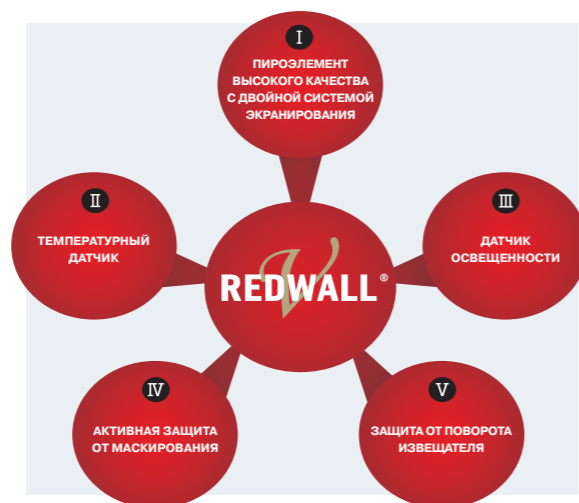 I
ПИРОЭЛЕМЕНТ
ВЫСОКОГО КАЧЕСТВА
С ДВОЙНОЙ СИСТЕМОЙ
ЭКРАНИРОВАНИЯ
II
ТЕМПЕРАТУРНЫЙ
ДАТЧИК
III
ДАТЧИК
ОСВЕЩЕННОСТИ
REDWALL® V
IV
АКТИВНАЯ ЗАЩИТА
ОТ МАСКИРОВАНИЯ
V
ЗАЩИТА ОТ ПОВОРОТА
ИЗВЕЩАТЕЛЯ